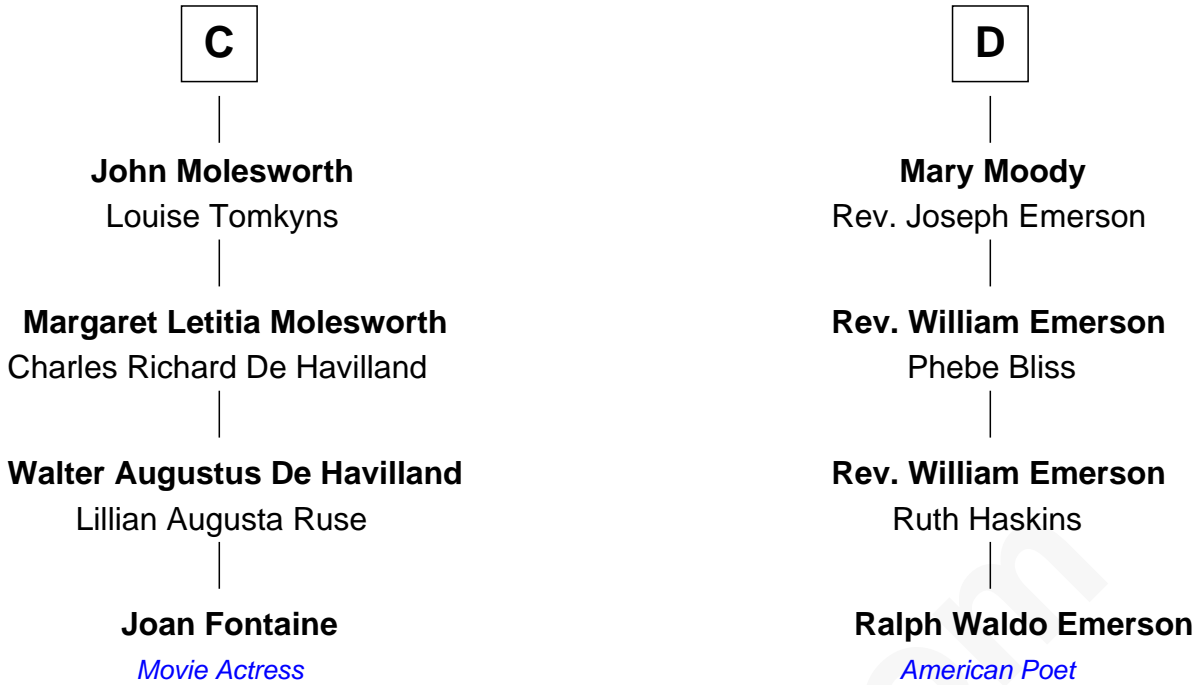 C
John Molesworth
Louise Tomkyns
Margaret Letitia Molesworth
Charles Richard De Havilland
Walter Augustus De Havilland
Lillian Augusta Ruse
Joan Fontaine
Movie Actress
D
Mary Moody
Rev. Joseph Emerson
Rev. William Emerson
Phebe Bliss
Rev. William Emerson
Ruth Haskins
Ralph Waldo Emerson
American Poet